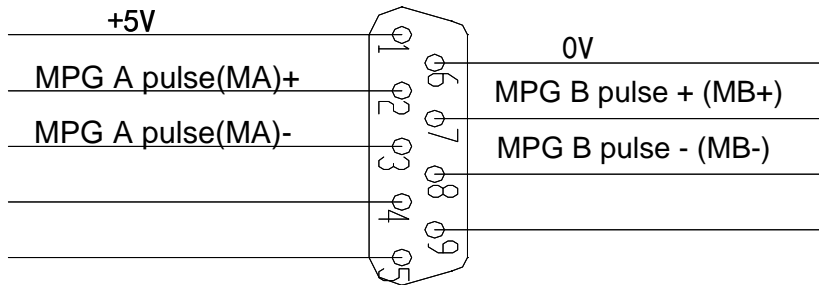 +5V
MPG A pulse(MA)+
MPG A pulse(MA)-
1
2
3
4
5
6
7
8
9
0V
MPG B pulse + (MB+)
MPG B pulse - (MB-)